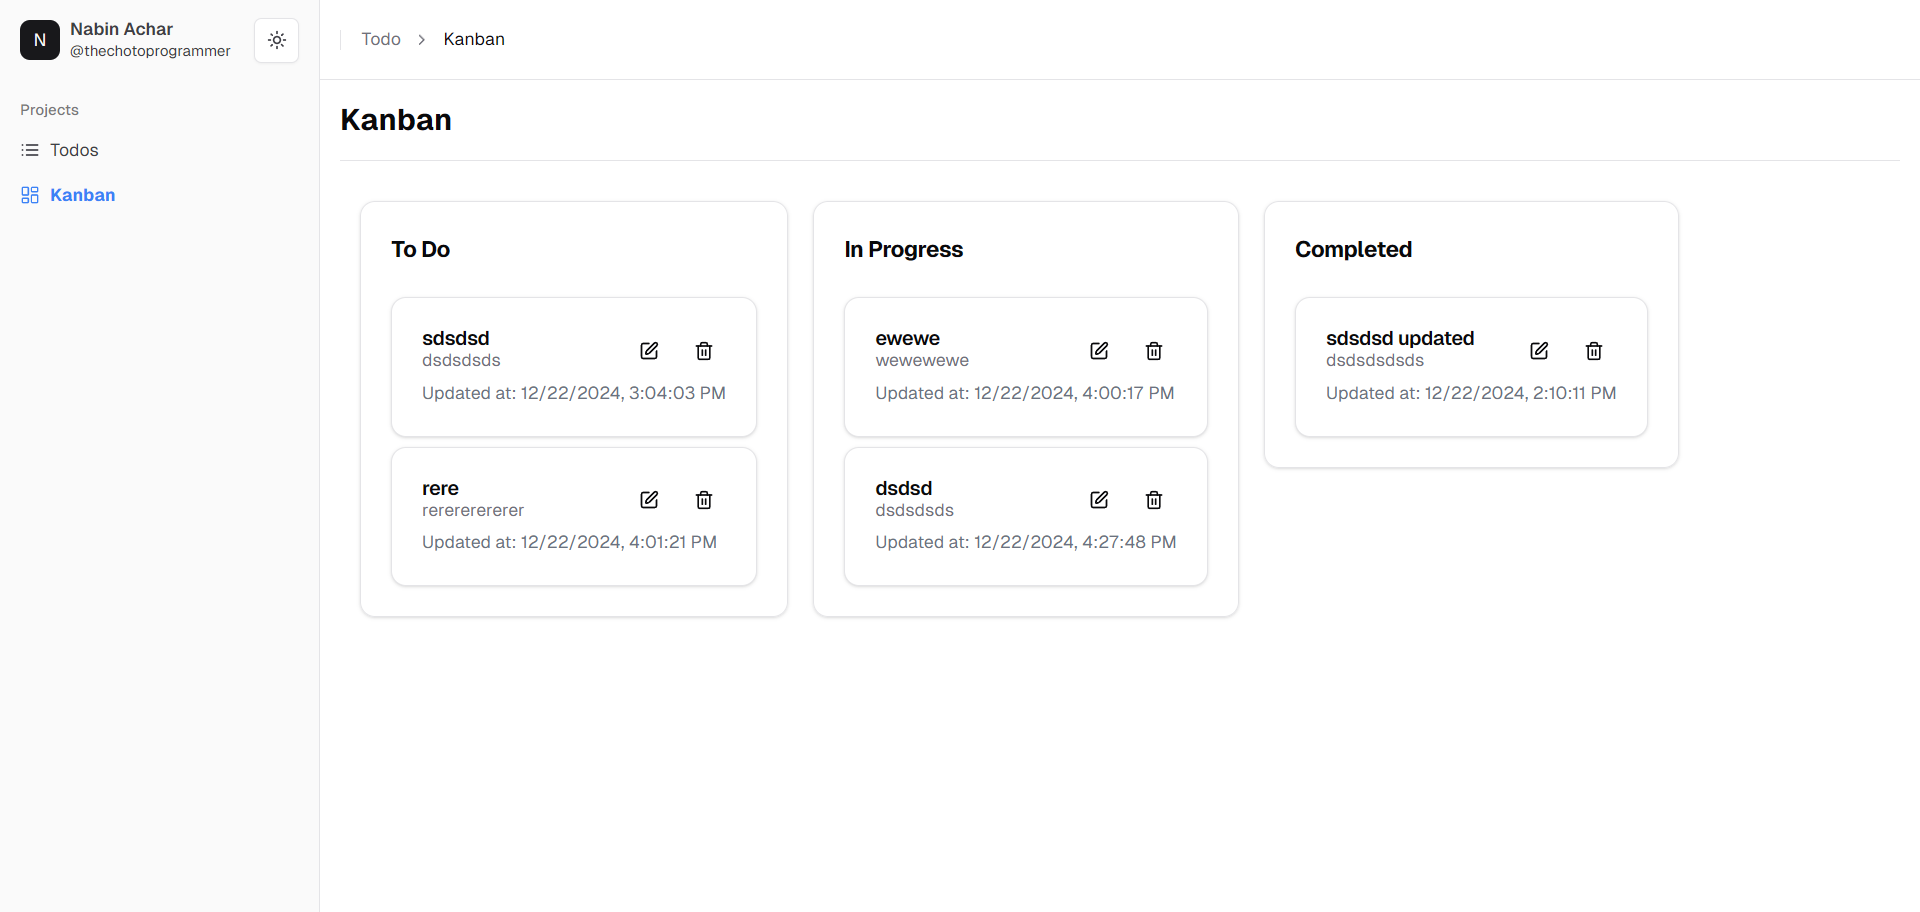 N
Nabin Achar
@thechotoprogrammer
Projects
Todos
Kanban
Todo > Kanban
Kanban
To Do
sdsdsd
dsdsdsds
Updated at: 12/22/2024, 3:04:03 PM
rere
rerererererer
Updated at: 12/22/2024, 4:01:21 PM
In Progress
ewewe
wewewewe
Updated at: 12/22/2024, 4:00:17 PM
dsdsd
dsdsdsds
Updated at: 12/22/2024, 4:27:48 PM
Completed
sdsdsd updated
dsdsdsdsds
Updated at: 12/22/2024, 2:10:11 PM